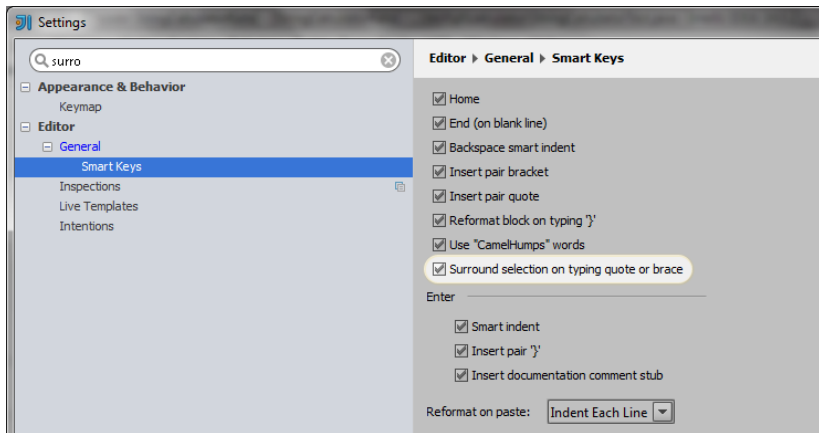 Settings
surro
Appearance & Behavior
Keymap
Editor
General
Smart Keys
Inspections
Live Templates
Intentions
Editor General Smart Keys
Home
End (on blank line)
Backspace smart indent
Insert pair bracket
Insert pair quote
Reformat block on typing '}'
Use "CamelHumps" words
Surround selection on typing quote or brace
Enter
Smart indent
Insert pair '}'
Insert documentation comment stub
Reformat on paste: Indent Each Line